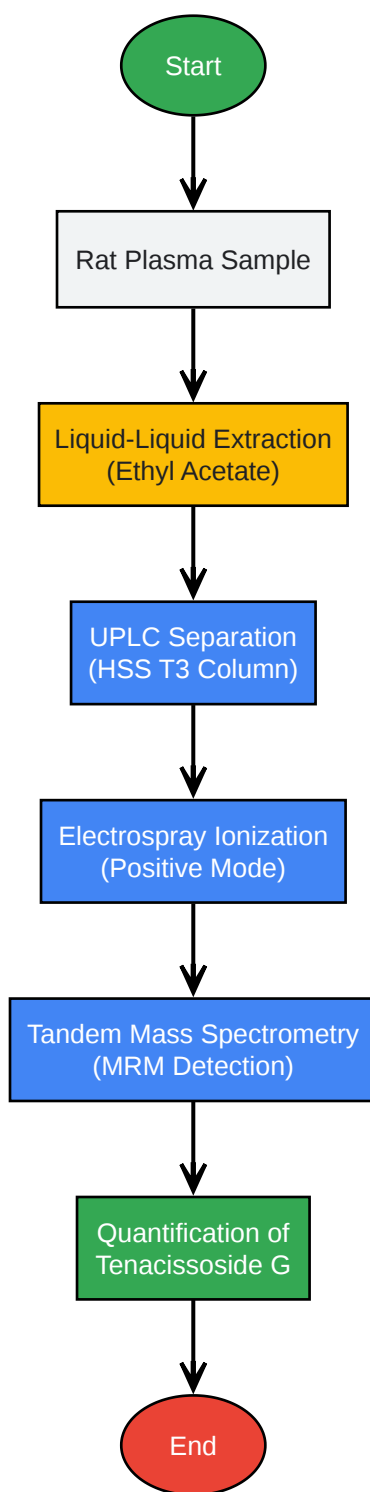 Start
Rat Plasma Sample
Liquid-Liquid Extraction
(Ethyl Acetate)
UPLC Separation
(HSS T3 Column)
Electrospray Ionization
(Positive Mode)
Tandem Mass Spectrometry
(MRM Detection)
Quantification of
Tenacissoside G
End